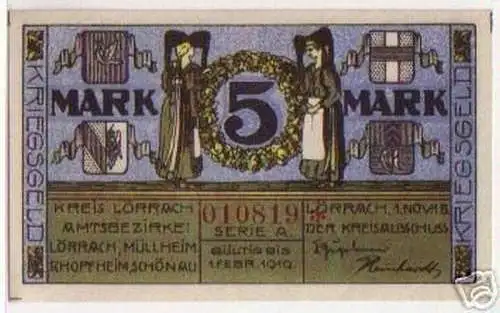 KRIEGSGELD
MARK 5 MARK
KRIEGSGELD
KREIS LÖRRACH
AMTSBEZIRKE:
LÖRRACH, MÜLLHEIM
SCHOPFHEIM, SCHÖNAU
010819 *
SERIE A.
GÜLTIG BIS
1. FEBR. 1919.
LÖRRACH, 1. NOV. 18.
DER KREISAUSSCHUSS